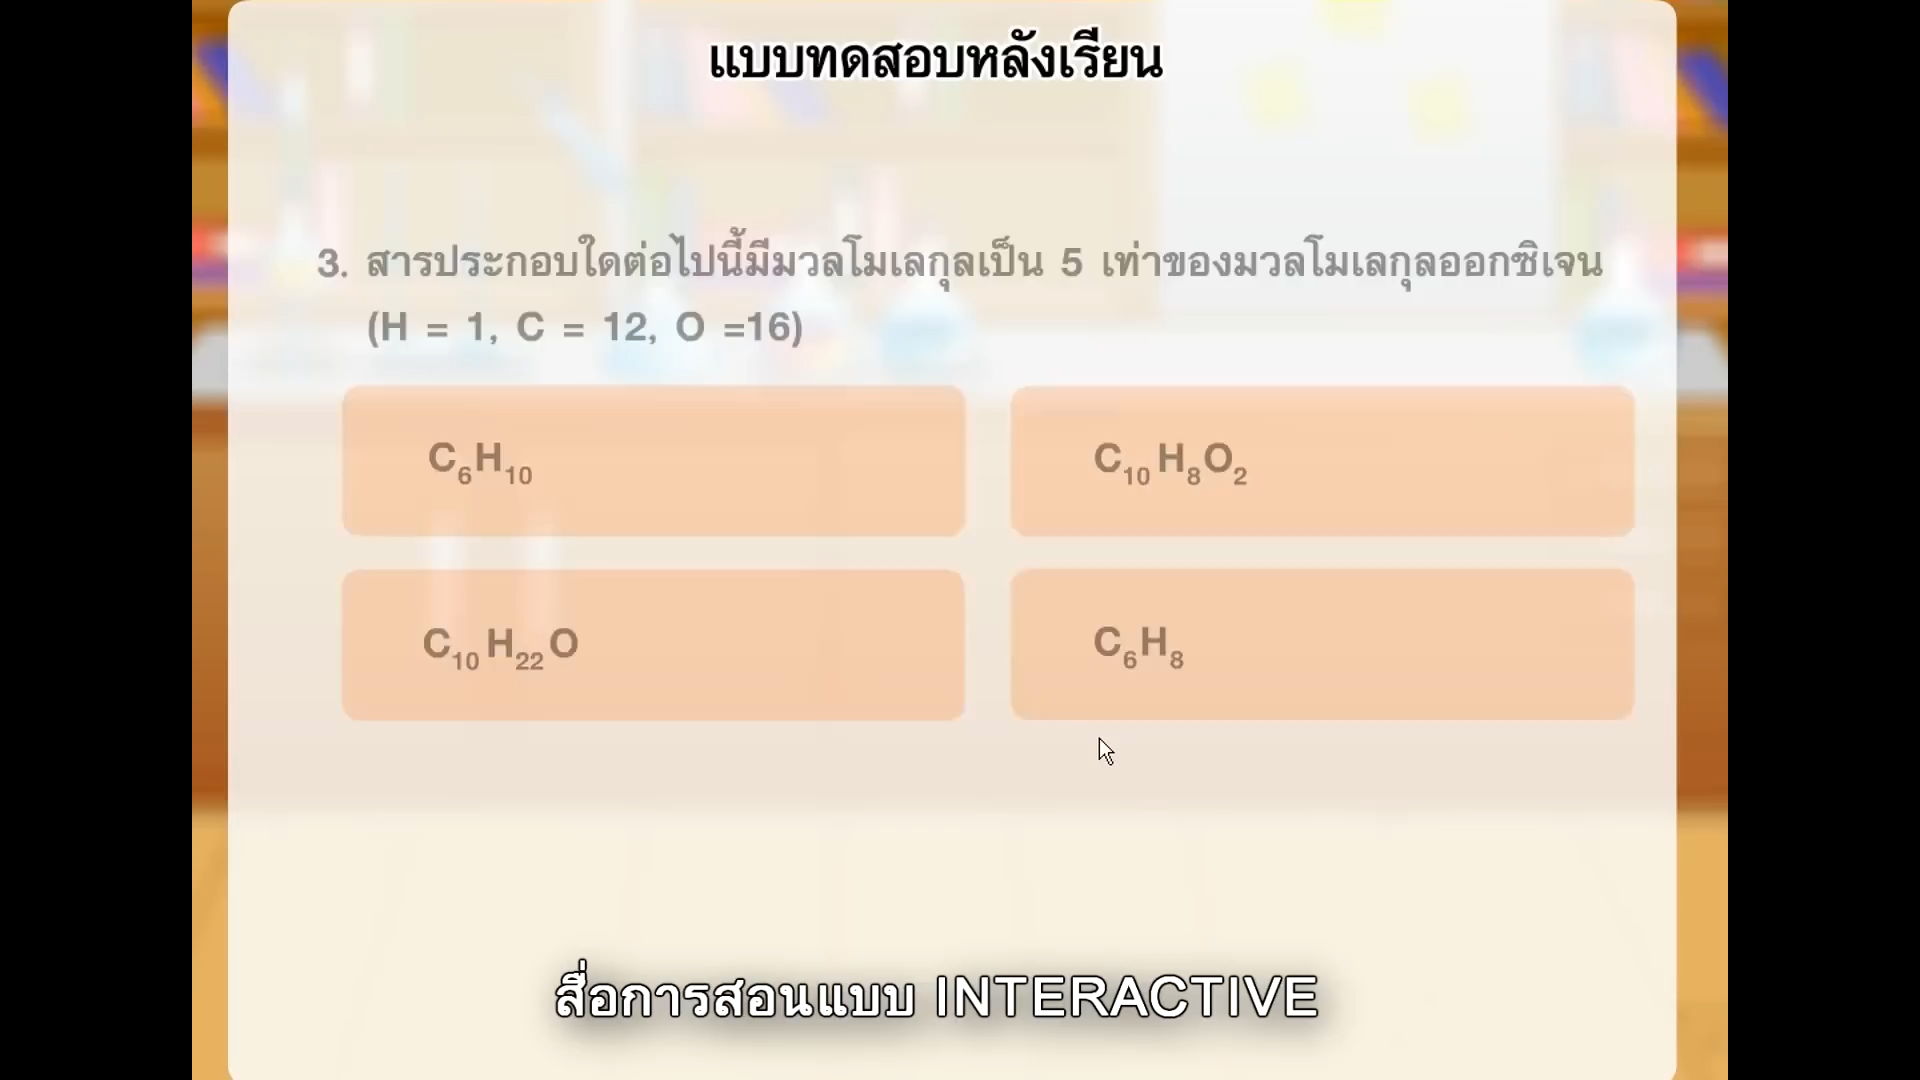 แบบทดสอบหลังเรียน
3. สารประกอบใดต่อไปนี้มีมวลโมเลกุลเป็น 5 เท่าของมวลโมเลกุลออกซิเจน
(H = 1, C = 12, O =16)
C₆H₁₀
C₁₀H₈O₂
C₁₀H₂₂O
C₆H₈
สื่อการสอนแบบ INTERACTIVE